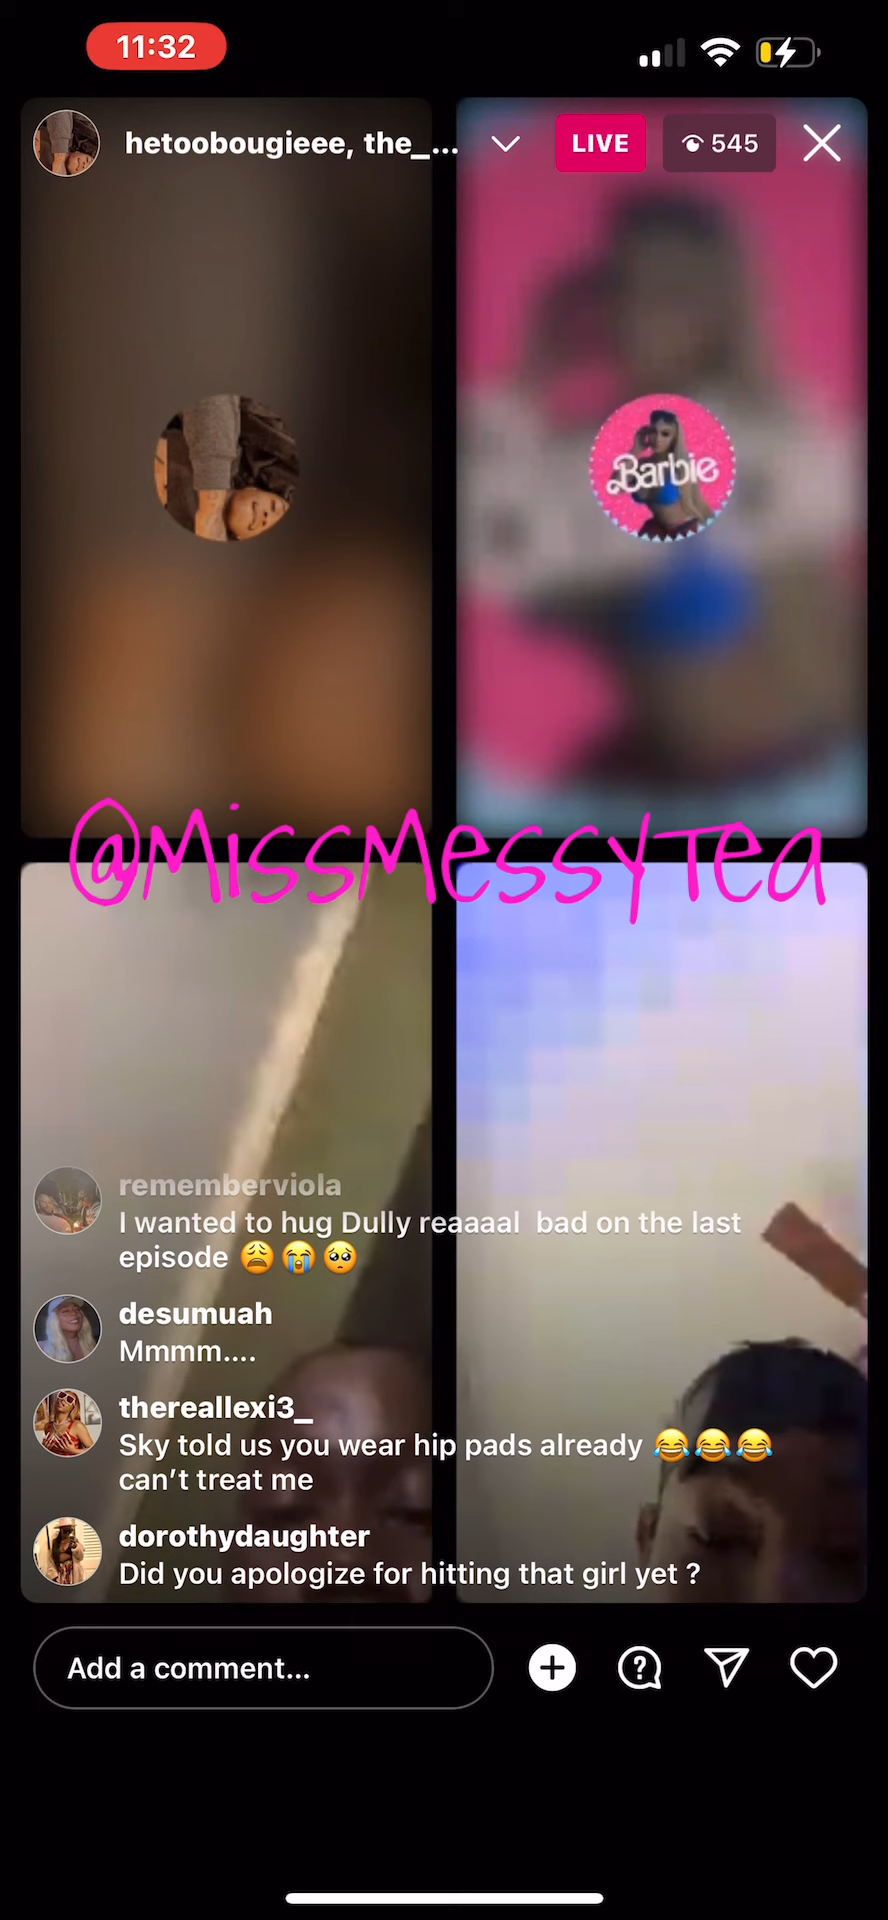 11:32
hetoobougieee, the_...
LIVE
545
Barbie
@MissMessyTea
rememberviola
I wanted to hug Dully reaaaal bad on the last
episode 😩😭🥺
desumuah
Mmmm....
thereallexi3_
Sky told us you wear hip pads already 😂😂😂
can't treat me
dorothydaughter
Did you apologize for hitting that girl yet ?
Add a comment...